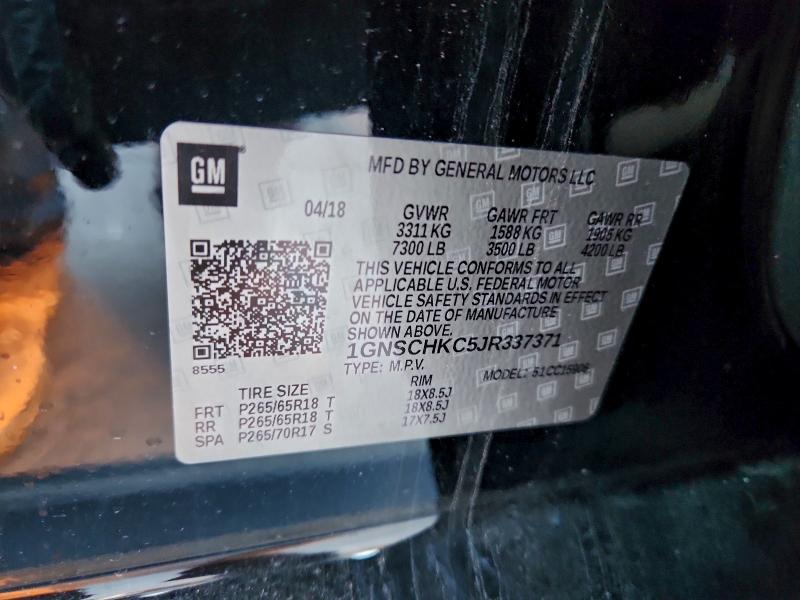 GM
MFD BY GENERAL MOTORS LLC
04/18
GVWR GAWR FRT GAWR RR
3311 KG 1588 KG 1905 KG
7300 LB 3500 LB 4200 LB
THIS VEHICLE CONFORMS TO ALL
APPLICABLE U.S. FEDERAL MOTOR
VEHICLE SAFETY STANDARDS IN EFFECT
ON THE DATE OF MANUFACTURE
SHOWN ABOVE.
1GNSCHKC5JR337371
8555
TYPE: M.P.V. MODEL: 51CC15906
TIRE SIZE RIM
FRT P265/65R18 T 18X8.5J
RR P265/65R18 T 18X8.5J
SPA P265/70R17 S 17X7.5J